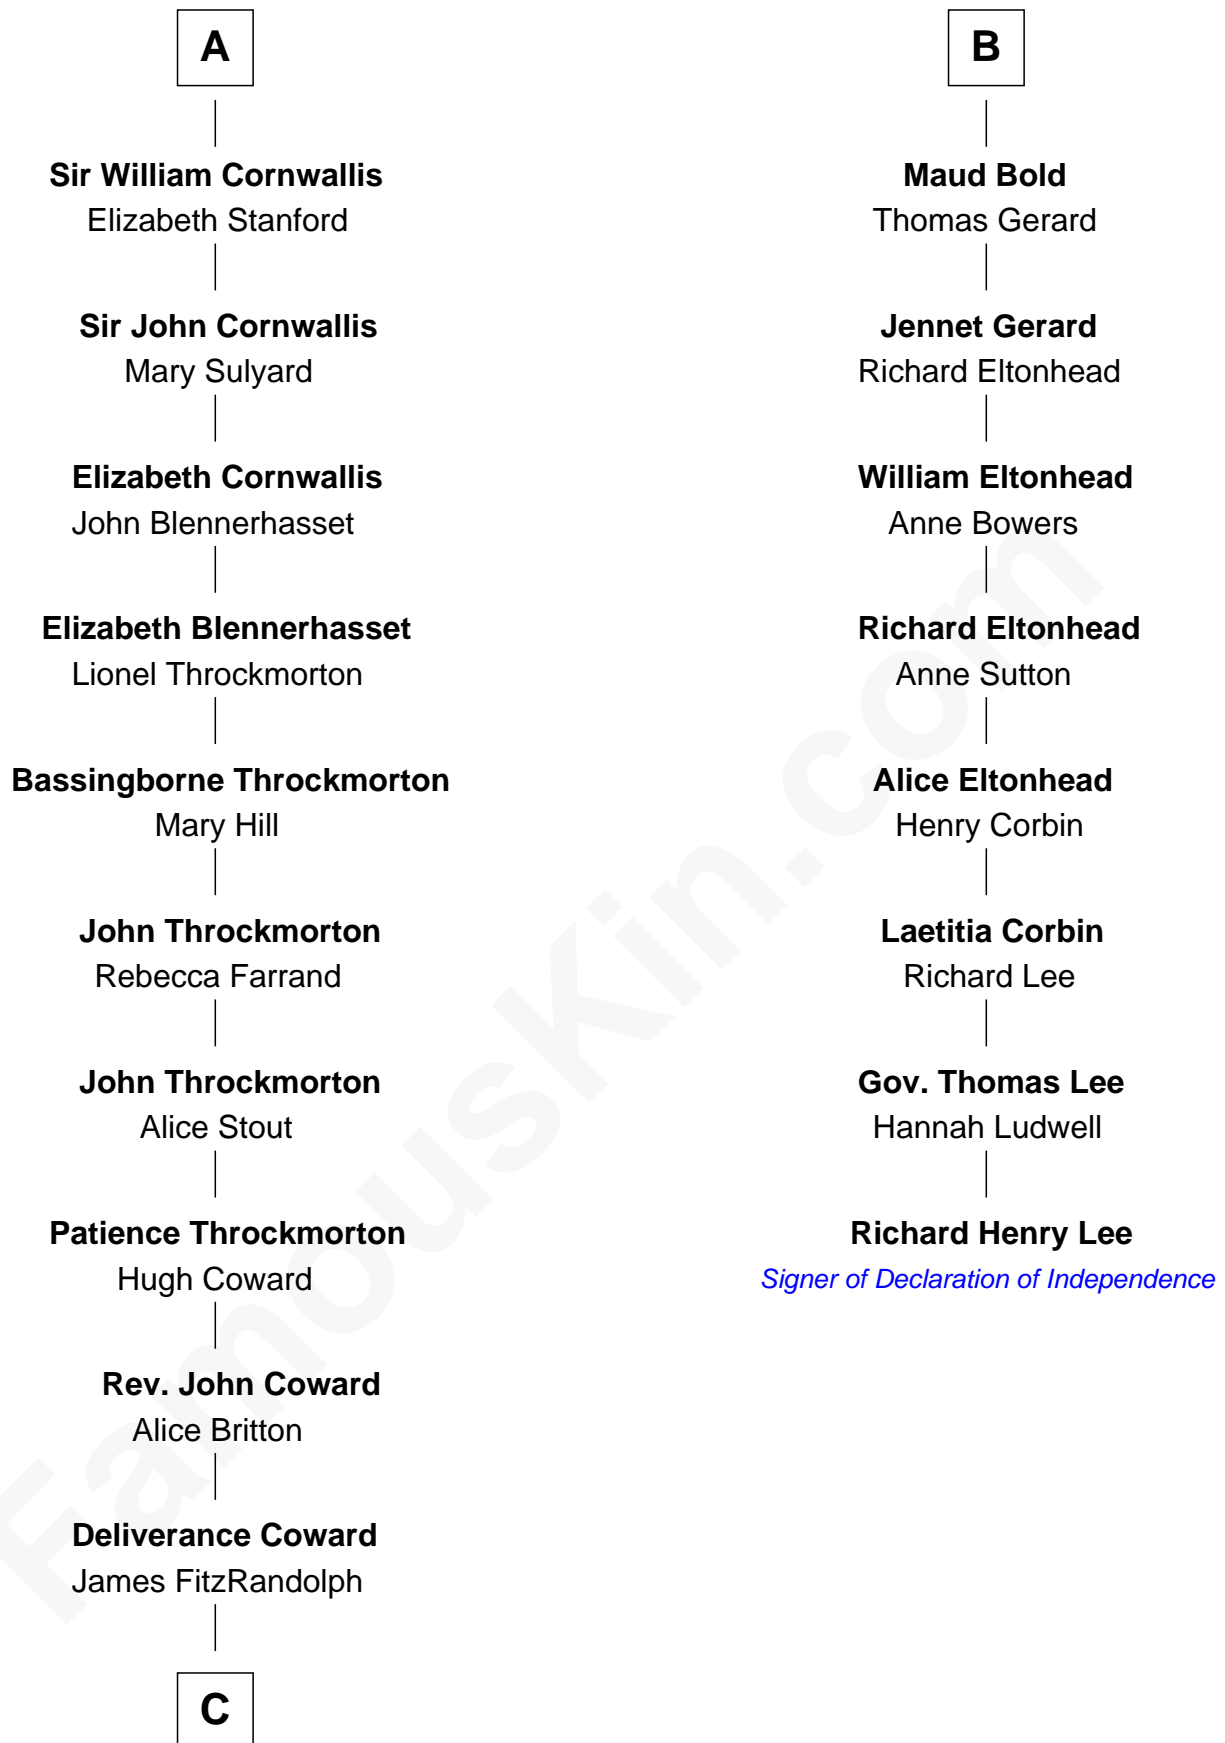 A
Sir William Cornwallis
Elizabeth Stanford
Sir John Cornwallis
Mary Sulyard
Elizabeth Cornwallis
John Blennerhasset
Elizabeth Blennerhasset
Lionel Throckmorton
Bassingborne Throckmorton
Mary Hill
John Throckmorton
Rebecca Farrand
John Throckmorton
Alice Stout
Patience Throckmorton
Hugh Coward
Rev. John Coward
Alice Britton
Deliverance Coward
James FitzRandolph
C
B
Maud Bold
Thomas Gerard
Jennet Gerard
Richard Eltonhead
William Eltonhead
Anne Bowers
Richard Eltonhead
Anne Sutton
Alice Eltonhead
Henry Corbin
Laetitia Corbin
Richard Lee
Gov. Thomas Lee
Hannah Ludwell
Richard Henry Lee
Signer of Declaration of Independence
FamousKin.com